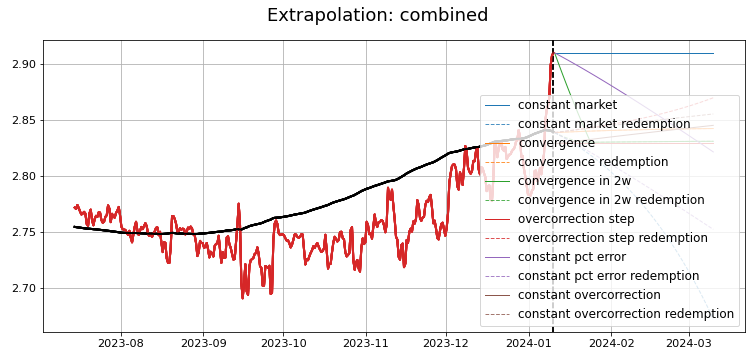 Extrapolation: combined
2.90
2.85
2.80
2.75
2.70
constant market
constant market redemption
convergence
convergence redemption
convergence in 2w
convergence in 2w redemption
overcorrection step
overcorrection step redemption
constant pct error
constant pct error redemption
constant overcorrection
constant overcorrection redemption
2023-08
2023-09
2023-10
2023-11
2023-12
2024-01
2024-02
2024-03